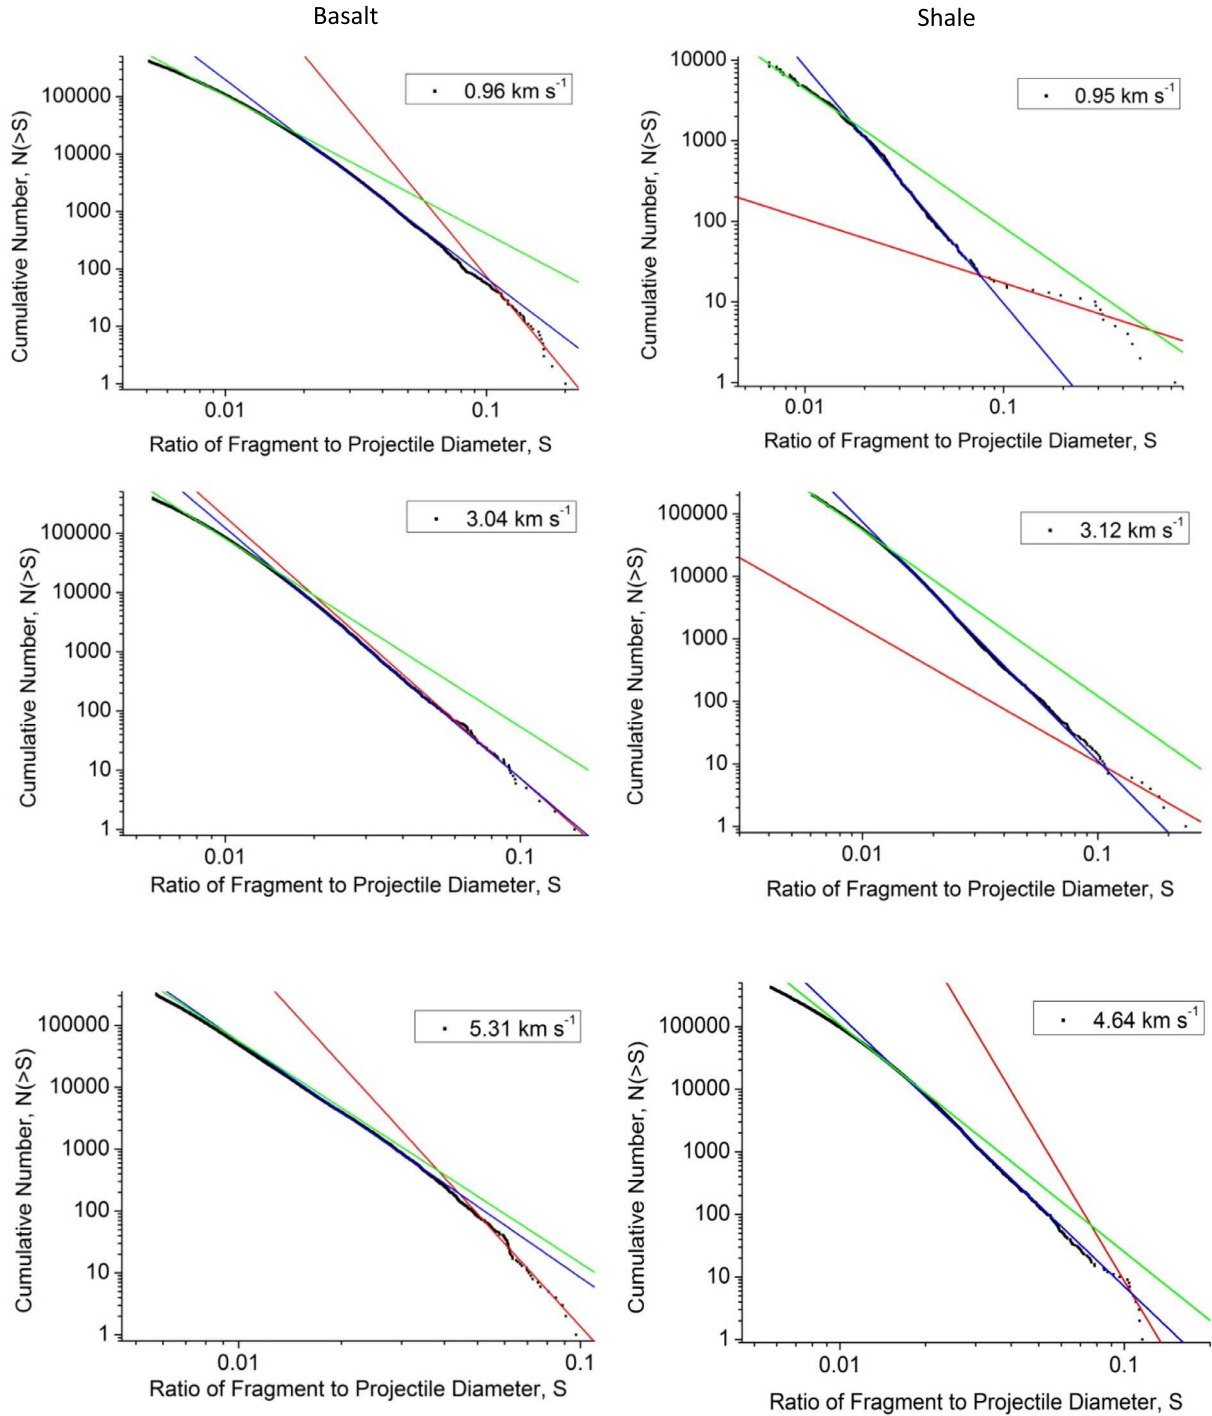 Basalt
Shale
Cumulative Number, N(>S)
100000
10000
1000
100
10
1
0.96 km s⁻¹
0.01
0.1
Ratio of Fragment to Projectile Diameter, S
Cumulative Number, N(>S)
10000
1000
100
10
1
0.95 km s⁻¹
0.01
0.1
Ratio of Fragment to Projectile Diameter, S
Cumulative Number, N(>S)
100000
10000
1000
100
10
1
3.04 km s⁻¹
0.01
0.1
Ratio of Fragment to Projectile Diameter, S
Cumulative Number, N(>S)
100000
10000
1000
100
10
1
3.12 km s⁻¹
0.01
0.1
Ratio of Fragment to Projectile Diameter, S
Cumulative Number, N(>S)
100000
10000
1000
100
10
1
5.31 km s⁻¹
0.01
0.1
Ratio of Fragment to Projectile Diameter, S
Cumulative Number, N(>S)
100000
10000
1000
100
10
1
4.64 km s⁻¹
0.01
0.1
Ratio of Fragment to Projectile Diameter, S